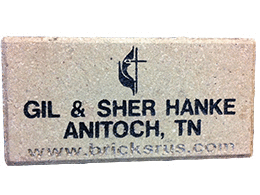 GIL & SHER HANKE
ANITOCH, TN
www.bricksrus.com